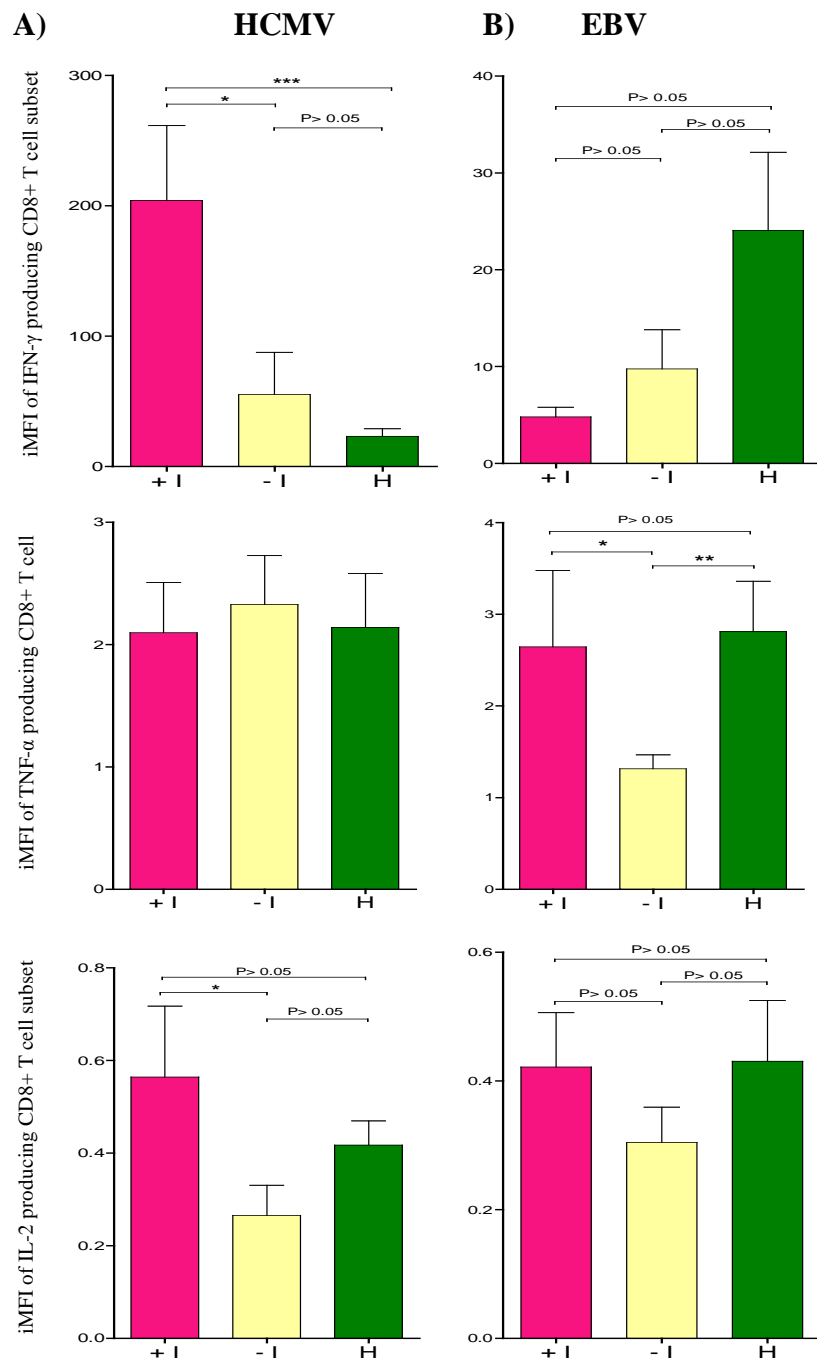 A) HCMV B) EBV
iMFI of IFN-γ producing CD8+ T cell subset
300
200
100
0
***
*
P> 0.05
+ I - I H
40
30
20
10
0
P> 0.05
P> 0.05
P> 0.05
+ I - I H
iMFI of TNF-α producing CD8+ T cell
3
2
1
0
+ I - I H
4
3
2
1
0
P> 0.05
* **
+ I - I H
iMFI of IL-2 producing CD8+ T cell subset
0.8
0.6
0.4
0.2
0.0
P> 0.05
*
P> 0.05
+ I - I H
0.6
0.4
0.2
0.0
P> 0.05
P> 0.05
P> 0.05
+ I - I H